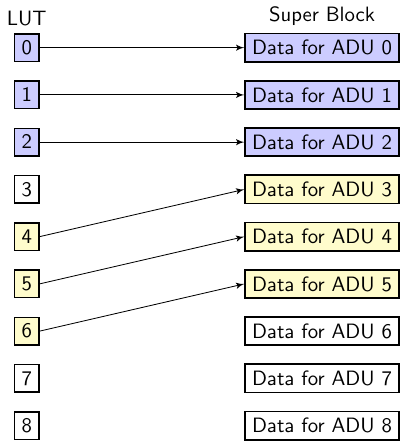 LUT Super Block
0 Data for ADU 0
1 Data for ADU 1
2 Data for ADU 2
3 Data for ADU 3
4 Data for ADU 4
5 Data for ADU 5
6 Data for ADU 6
7 Data for ADU 7
8 Data for ADU 8